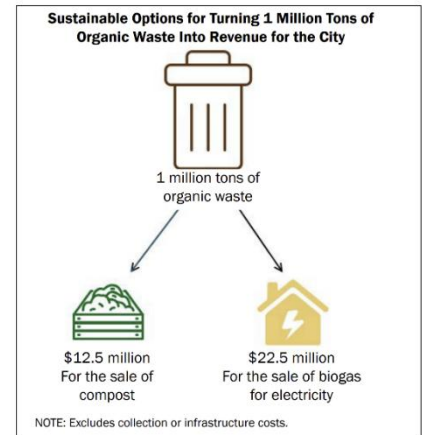 Sustainable Options for Turning 1 Million Tons of
Organic Waste Into Revenue for the City
1 million tons of
organic waste
$12.5 million
For the sale of
compost
$22.5 million
For the sale of biogas
for electricity
NOTE: Excludes collection or infrastructure costs.